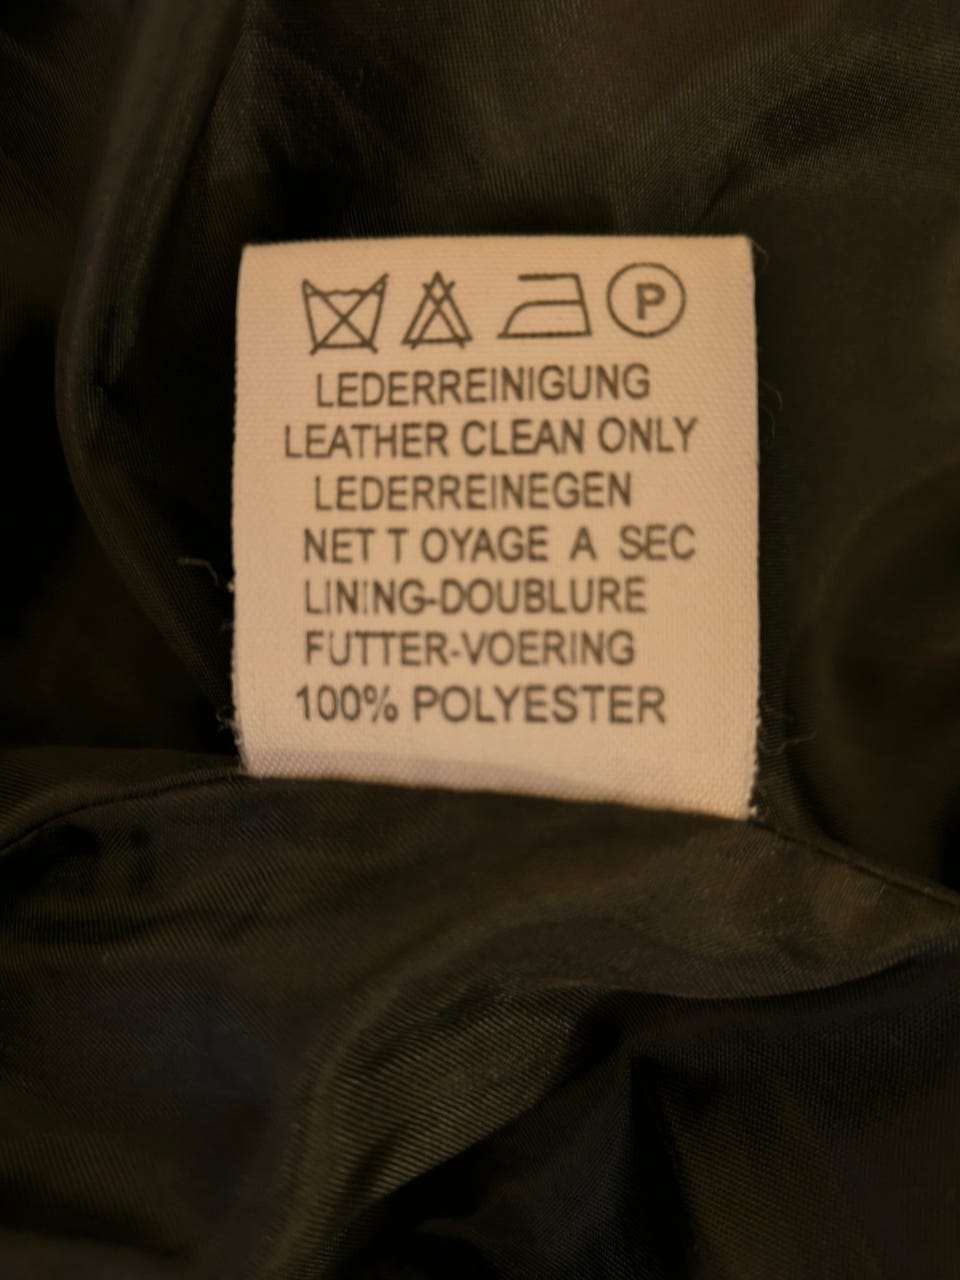 P
LEDERREINIGUNG
LEATHER CLEAN ONLY
LEDERREINEGEN
NET T OYAGE A SEC
LINING-DOUBLURE
FUTTER-VOERING
100% POLYESTER